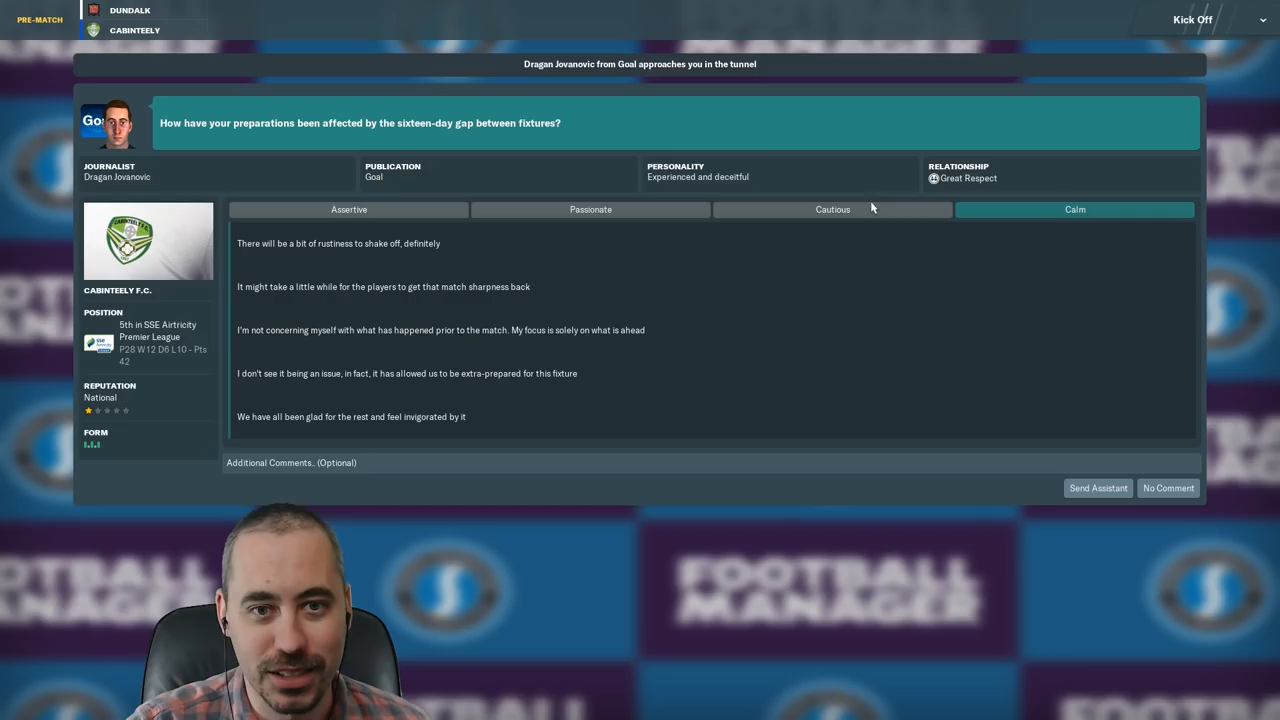 PRE-MATCH
DUNDALK
CABINTEELY
Kick Off
Dragan Jovanovic from Goal approaches you in the tunnel
Go
How have your preparations been affected by the sixteen-day gap between fixtures?
JOURNALIST
Dragan Jovanovic
PUBLICATION
Goal
PERSONALITY
Experienced and deceitful
RELATIONSHIP
Great Respect
Assertive
Passionate
Cautious
Calm
CABINTEELY F.C.
There will be a bit of rustiness to shake off, definitely
It might take a little while for the players to get that match sharpness back
I'm not concerning myself with what has happened prior to the match. My focus is solely on what is ahead
I don't see it being an issue, in fact, it has allowed us to be extra-prepared for this fixture
We have all been glad for the rest and feel invigorated by it
CABINTEELY F.C.
POSITION
sse
5th in SSE Airtricity
Premier League
P28 W12 D6 L10 - Pts
42
REPUTATION
National
FORM
Additional Comments.. (Optional)
Send Assistant
No Comment
OTBALL
NAGER
FOOTBALL
MANAGER
FOO
MAN